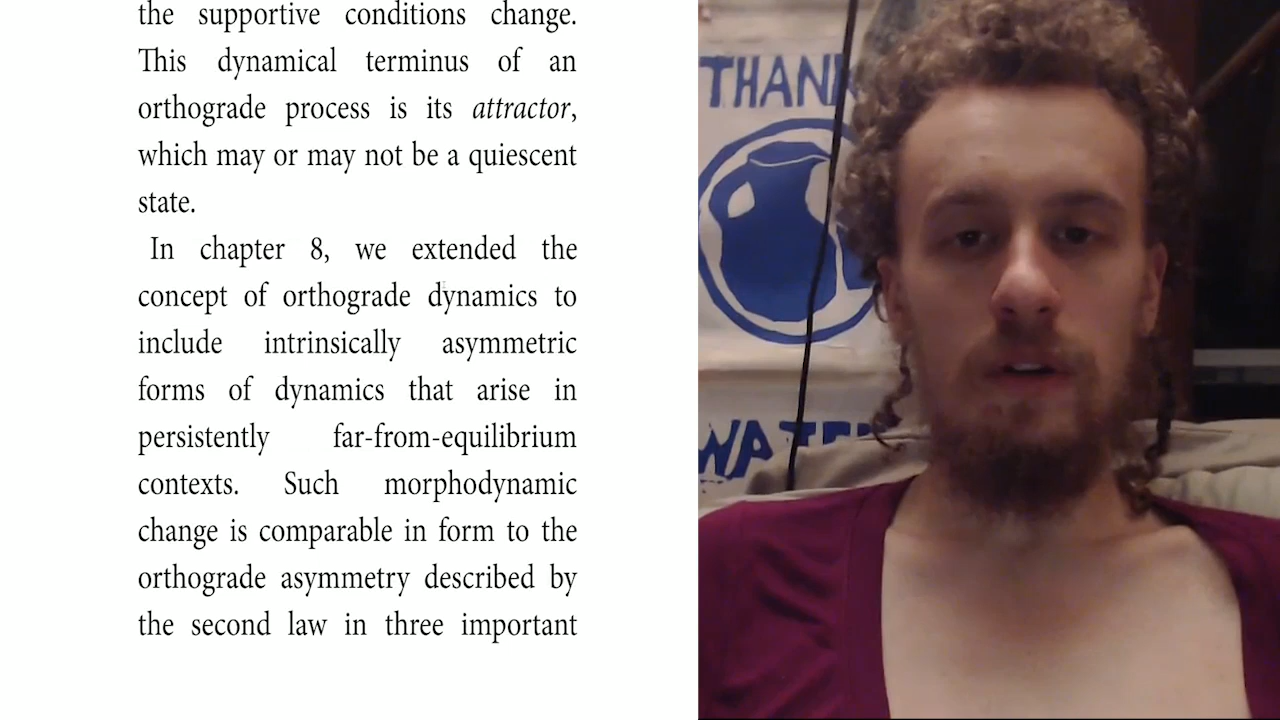 the supportive conditions change.
This dynamical terminus of an
orthograde process is its attractor,
which may or may not be a quiescent
state.
In chapter 8, we extended the
concept of orthograde dynamics to
include intrinsically asymmetric
forms of dynamics that arise in
persistently far-from-equilibrium
contexts. Such morphodynamic
change is comparable in form to the
orthograde asymmetry described by
the second law in three important
THAN
WATE